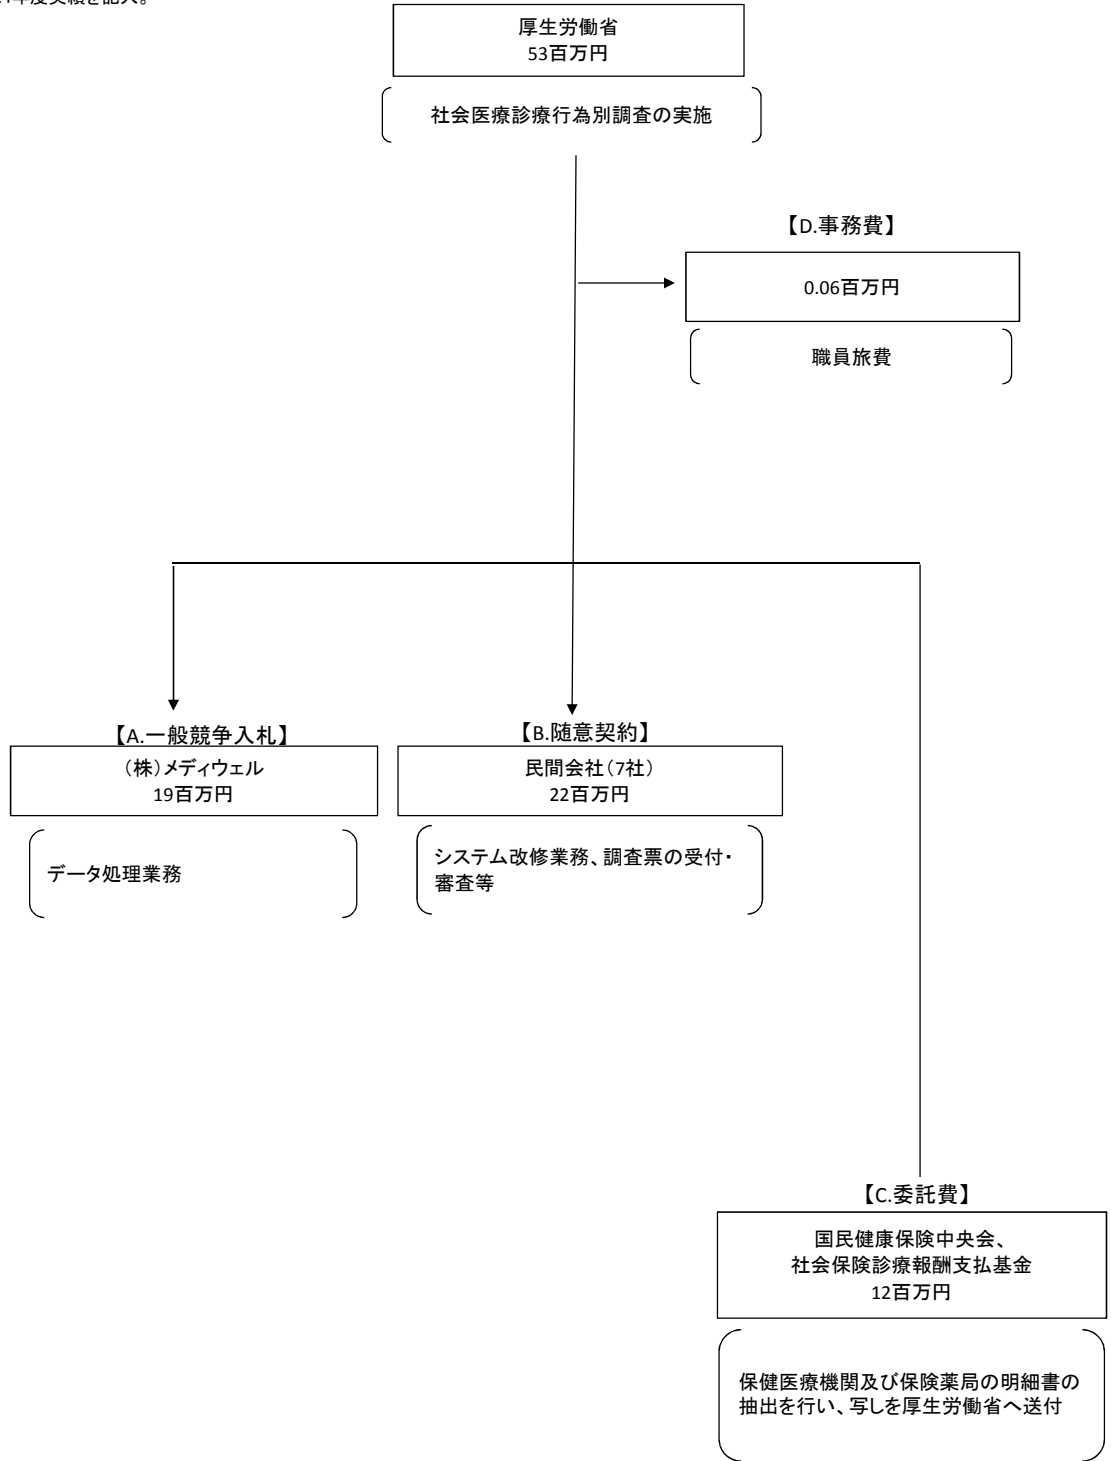 年度実績を記入。
厚生労働省
53百万円
社会医療診療行為別調査の実施
【D.事務費】
0.06百万円
職員旅費
【A.一般競争入札】
(株)メディウェル
19百万円
データ処理業務
【B.随意契約】
民間会社(7社)
22百万円
システム改修業務、調査票の受付・
審査等
【C.委託費】
国民健康保険中央会、
社会保険診療報酬支払基金
12百万円
保健医療機関及び保険薬局の明細書の
抽出を行い、写しを厚生労働省へ送付